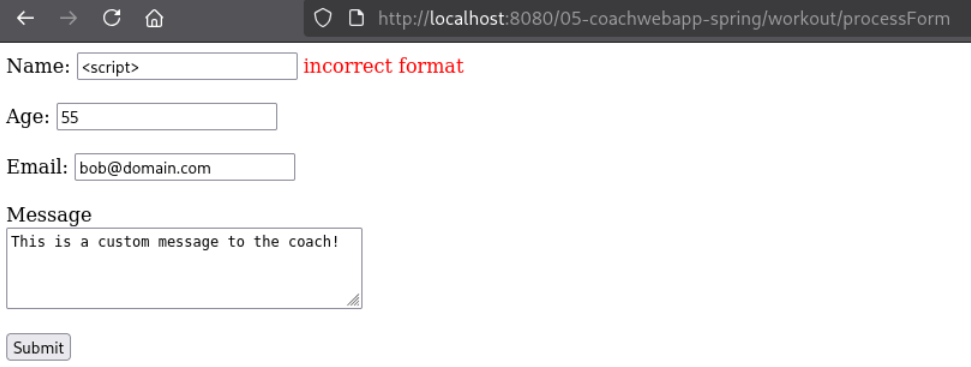 http://localhost:8080/05-coachwebapp-spring/workout/processForm
Name: <script> incorrect format
Age: 55
Email: bob@domain.com
Message
This is a custom message to the coach!
Submit